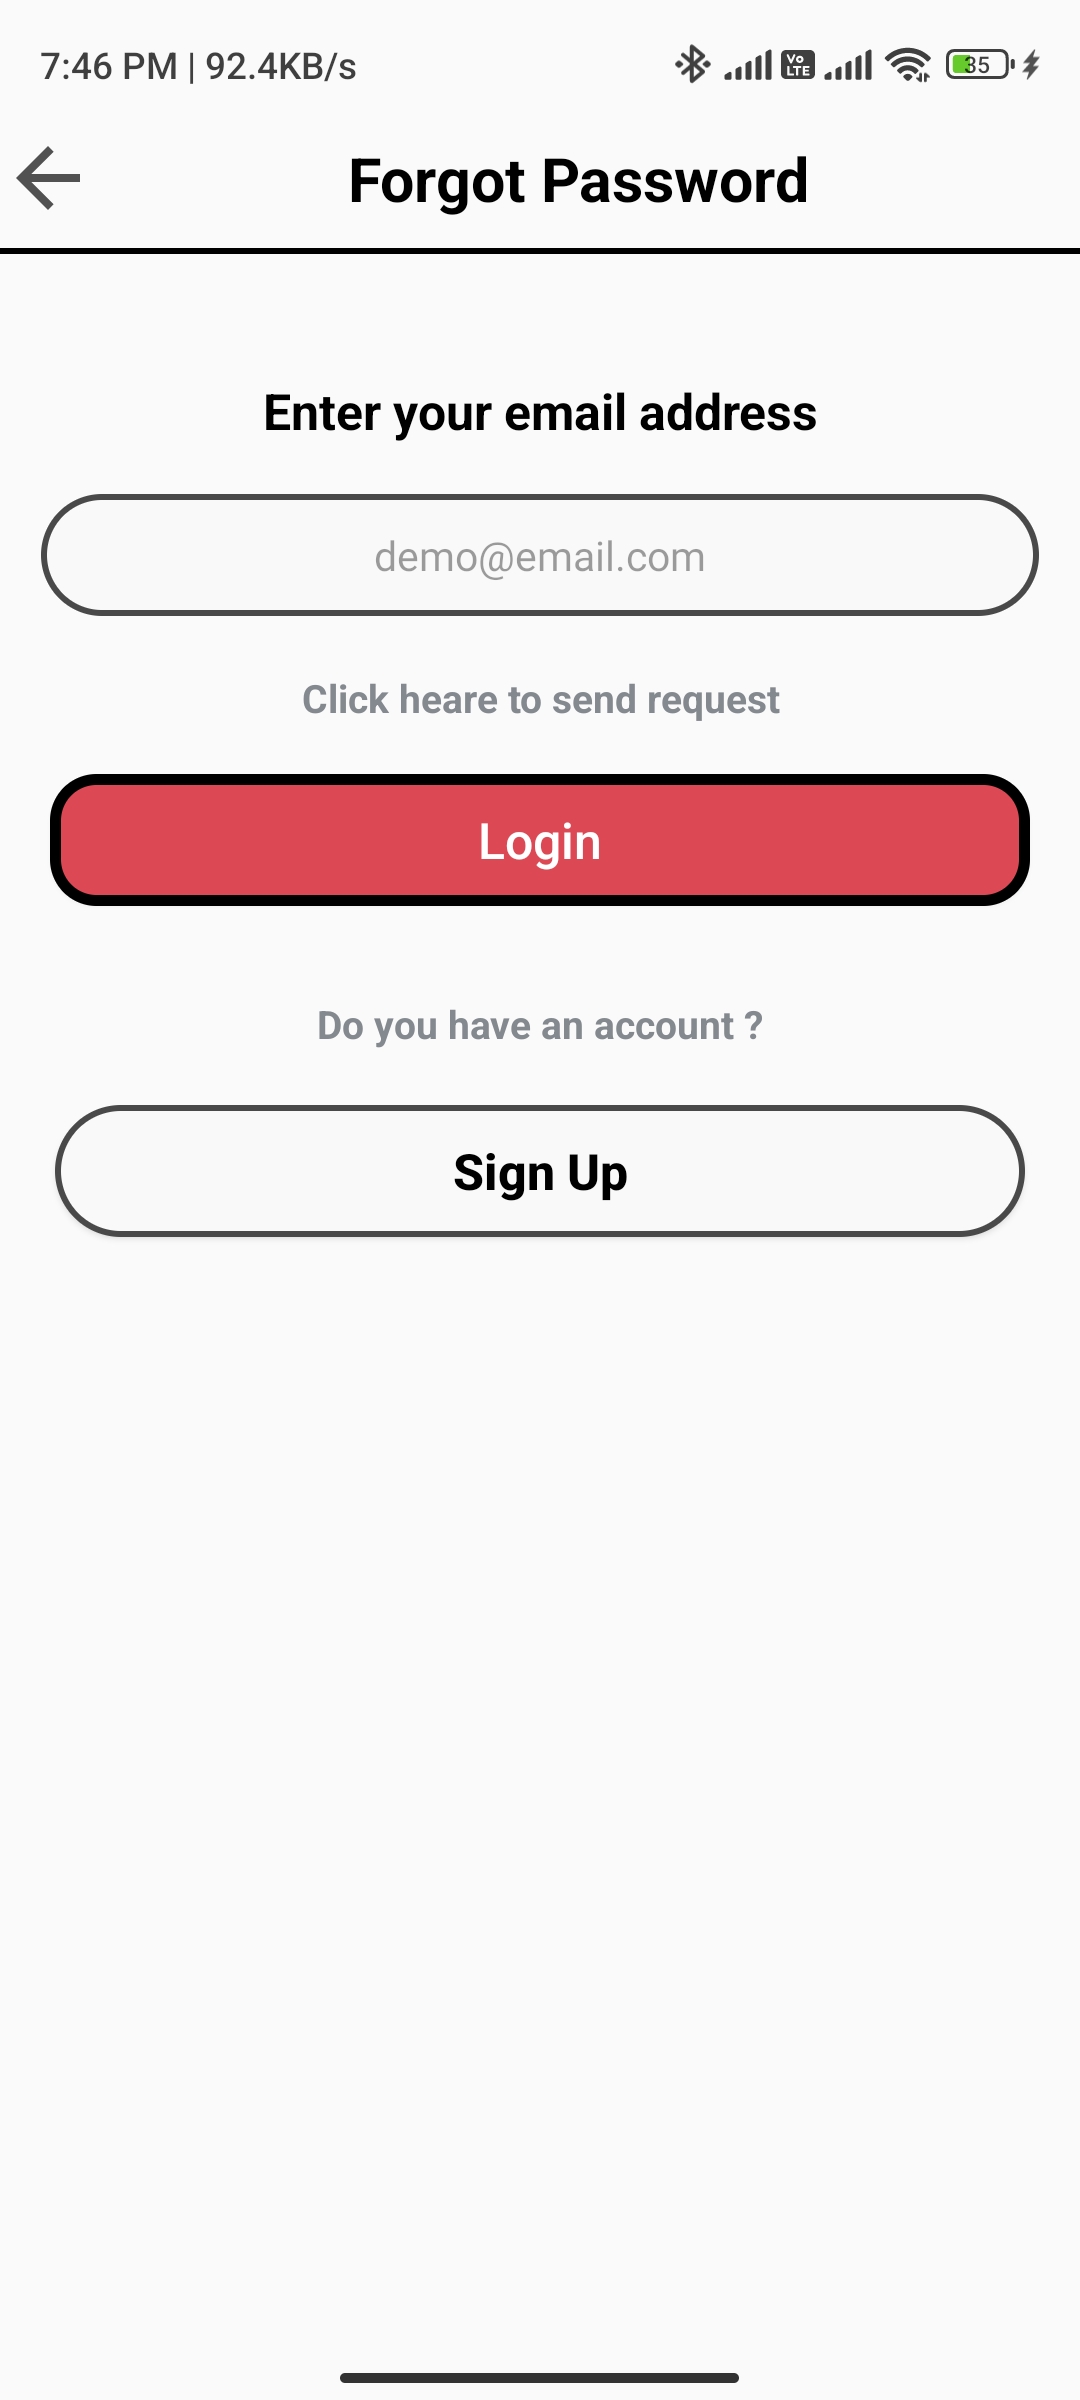 7:46 PM | 92.4KB/s Vo LTE 35
Forgot Password
Enter your email address
demo@email.com
Click heare to send request
Login
Do you have an account ?
Sign Up